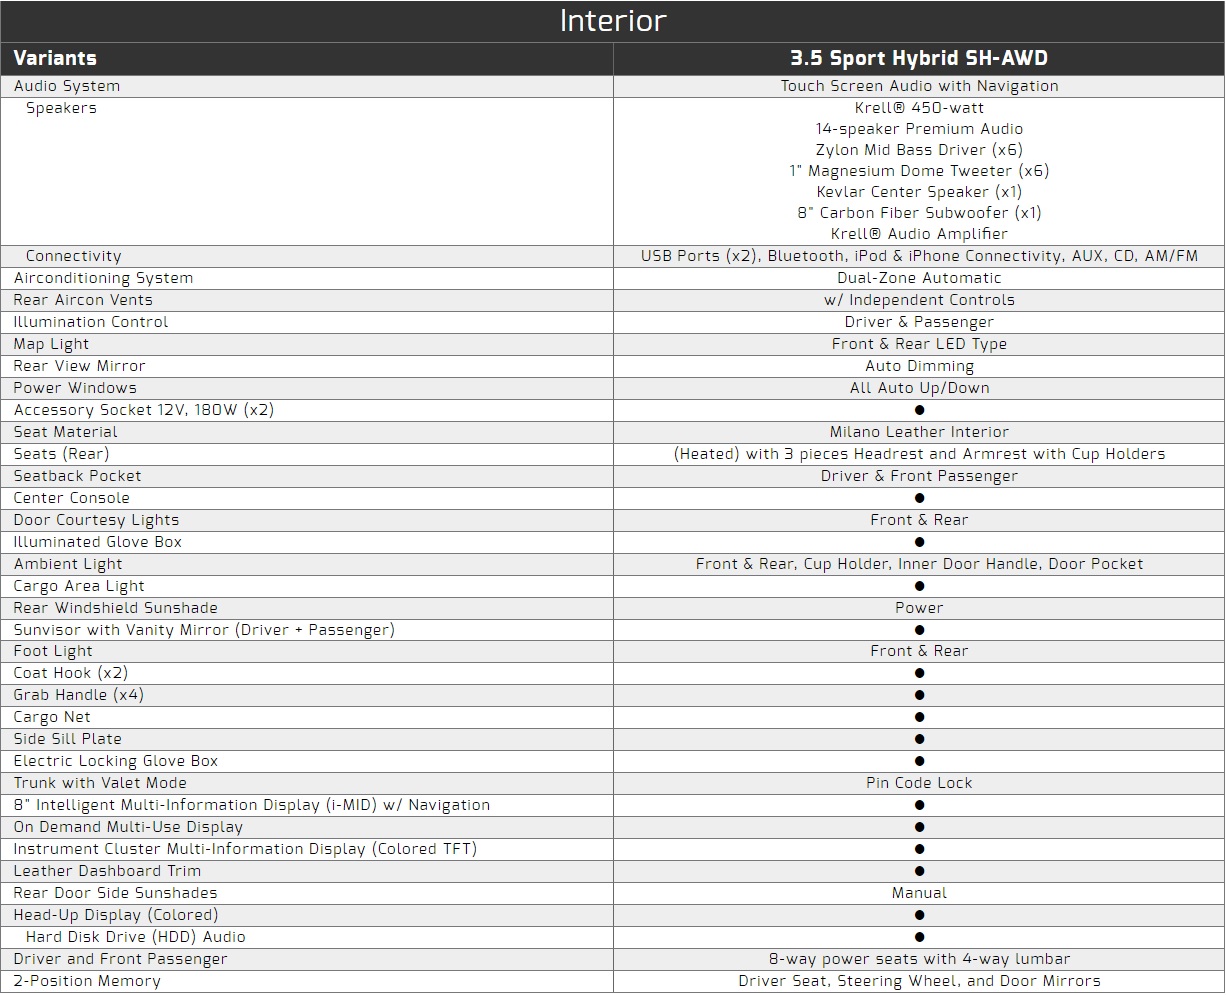 Interior
Variants 3.5 Sport Hybrid SH-AWD
Audio System Touch Screen Audio with Navigation
Speakers Krell® 450-watt
14-speaker Premium Audio
Zylon Mid Bass Driver (x6)
1" Magnesium Dome Tweeter (x6)
Kevlar Center Speaker (x1)
8" Carbon Fiber Subwoofer (x1)
Krell® Audio Amplifier
Connectivity USB Ports (x2), Bluetooth, iPod & iPhone Connectivity, AUX, CD, AM/FM
Airconditioning System Dual-Zone Automatic
Rear Aircon Vents w/ Independent Controls
Illumination Control Driver & Passenger
Map Light Front & Rear LED Type
Rear View Mirror Auto Dimming
Power Windows All Auto Up/Down
Accessory Socket 12V, 180W (x2) ●
Seat Material Milano Leather Interior
Seats (Rear) (Heated) with 3 pieces Headrest and Armrest with Cup Holders
Seatback Pocket Driver & Front Passenger
Center Console ●
Door Courtesy Lights Front & Rear
Illuminated Glove Box ●
Ambient Light Front & Rear, Cup Holder, Inner Door Handle, Door Pocket
Cargo Area Light ●
Rear Windshield Sunshade Power
Sunvisor with Vanity Mirror (Driver + Passenger) ●
Foot Light Front & Rear
Coat Hook (x2) ●
Grab Handle (x4) ●
Cargo Net ●
Side Sill Plate ●
Electric Locking Glove Box ●
Trunk with Valet Mode Pin Code Lock
8" Intelligent Multi-Information Display (i-MID) w/ Navigation ●
On Demand Multi-Use Display ●
Instrument Cluster Multi-Information Display (Colored TFT) ●
Leather Dashboard Trim ●
Rear Door Side Sunshades Manual
Head-Up Display (Colored) ●
Hard Disk Drive (HDD) Audio ●
Driver and Front Passenger 8-way power seats with 4-way lumbar
2-Position Memory Driver Seat, Steering Wheel, and Door Mirrors